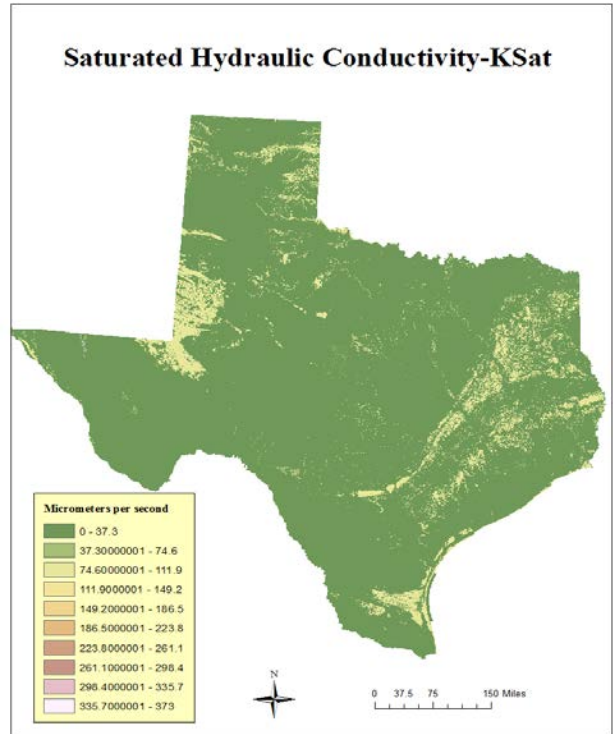 Saturated Hydraulic Conductivity-KSat
Micrometers per second
0 - 37.3
37.30000001 - 74.6
74.60000001 - 111.9
111.9000001 - 149.2
149.2000001 - 186.5
186.5000001 - 223.8
223.8000001 - 261.1
261.1000001 - 298.4
298.4000001 - 335.7
335.7000001 - 373
N
0 37.5 75 150 Miles